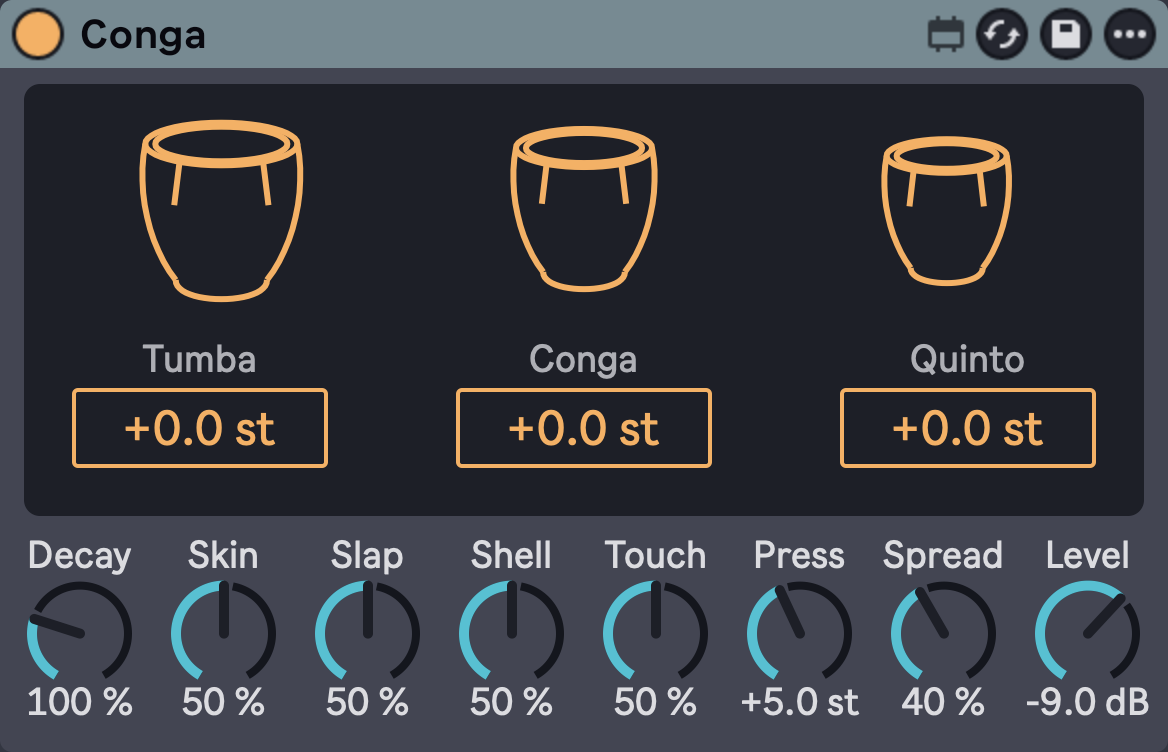 Conga
Tumba Conga Quinto
+0.0 st +0.0 st +0.0 st
Decay Skin Slap Shell Touch Press Spread Level
100 % 50 % 50 % 50 % 50 % +5.0 st 40 % -9.0 dB